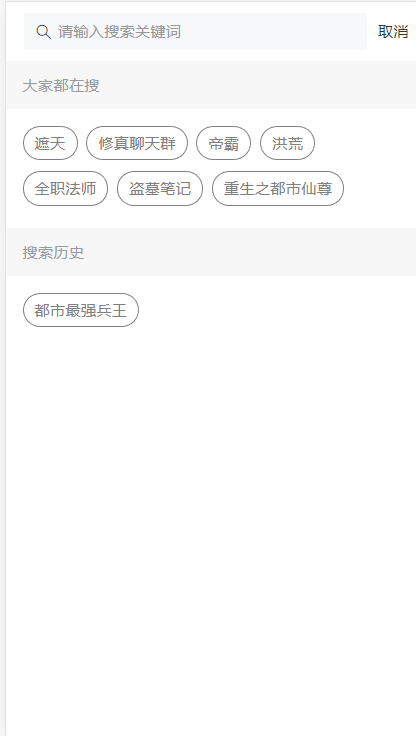 请输入搜索关键词 取消
大家都在搜
遮天 修真聊天群 帝霸 洪荒
全职法师 盗墓笔记 重生之都市仙尊
搜索历史
都市最强兵王